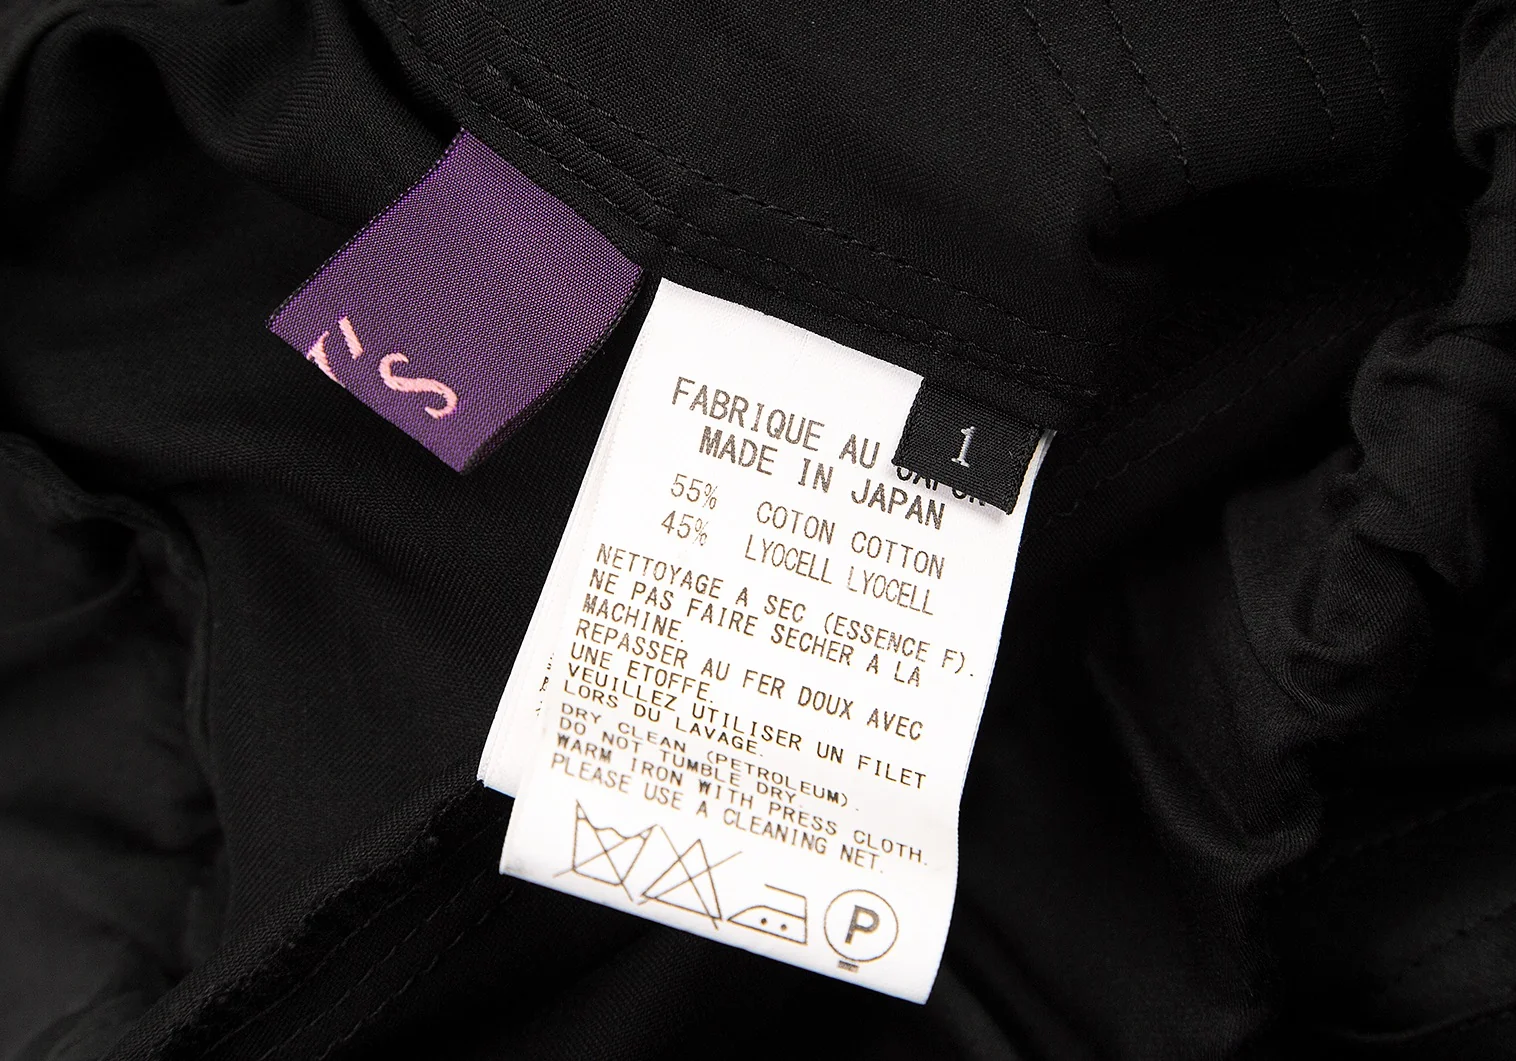 'S
1
FABRIQUE AU JAPON
MADE IN JAPAN
55% COTON COTTON
45% LYOCELL LYOCELL
NETTOYAGE A SEC (ESSENCE F).
NE PAS FAIRE SECHER A LA
MACHINE.
REPASSER AU FER DOUX AVEC
UNE ETOFFE.
VEUILLEZ UTILISER UN FILET
LORS DU LAVAGE.
DRY CLEAN (PETROLEUM).
DO NOT TUMBLE DRY.
WARM IRON WITH PRESS CLOTH.
PLEASE USE A CLEANING NET.
P